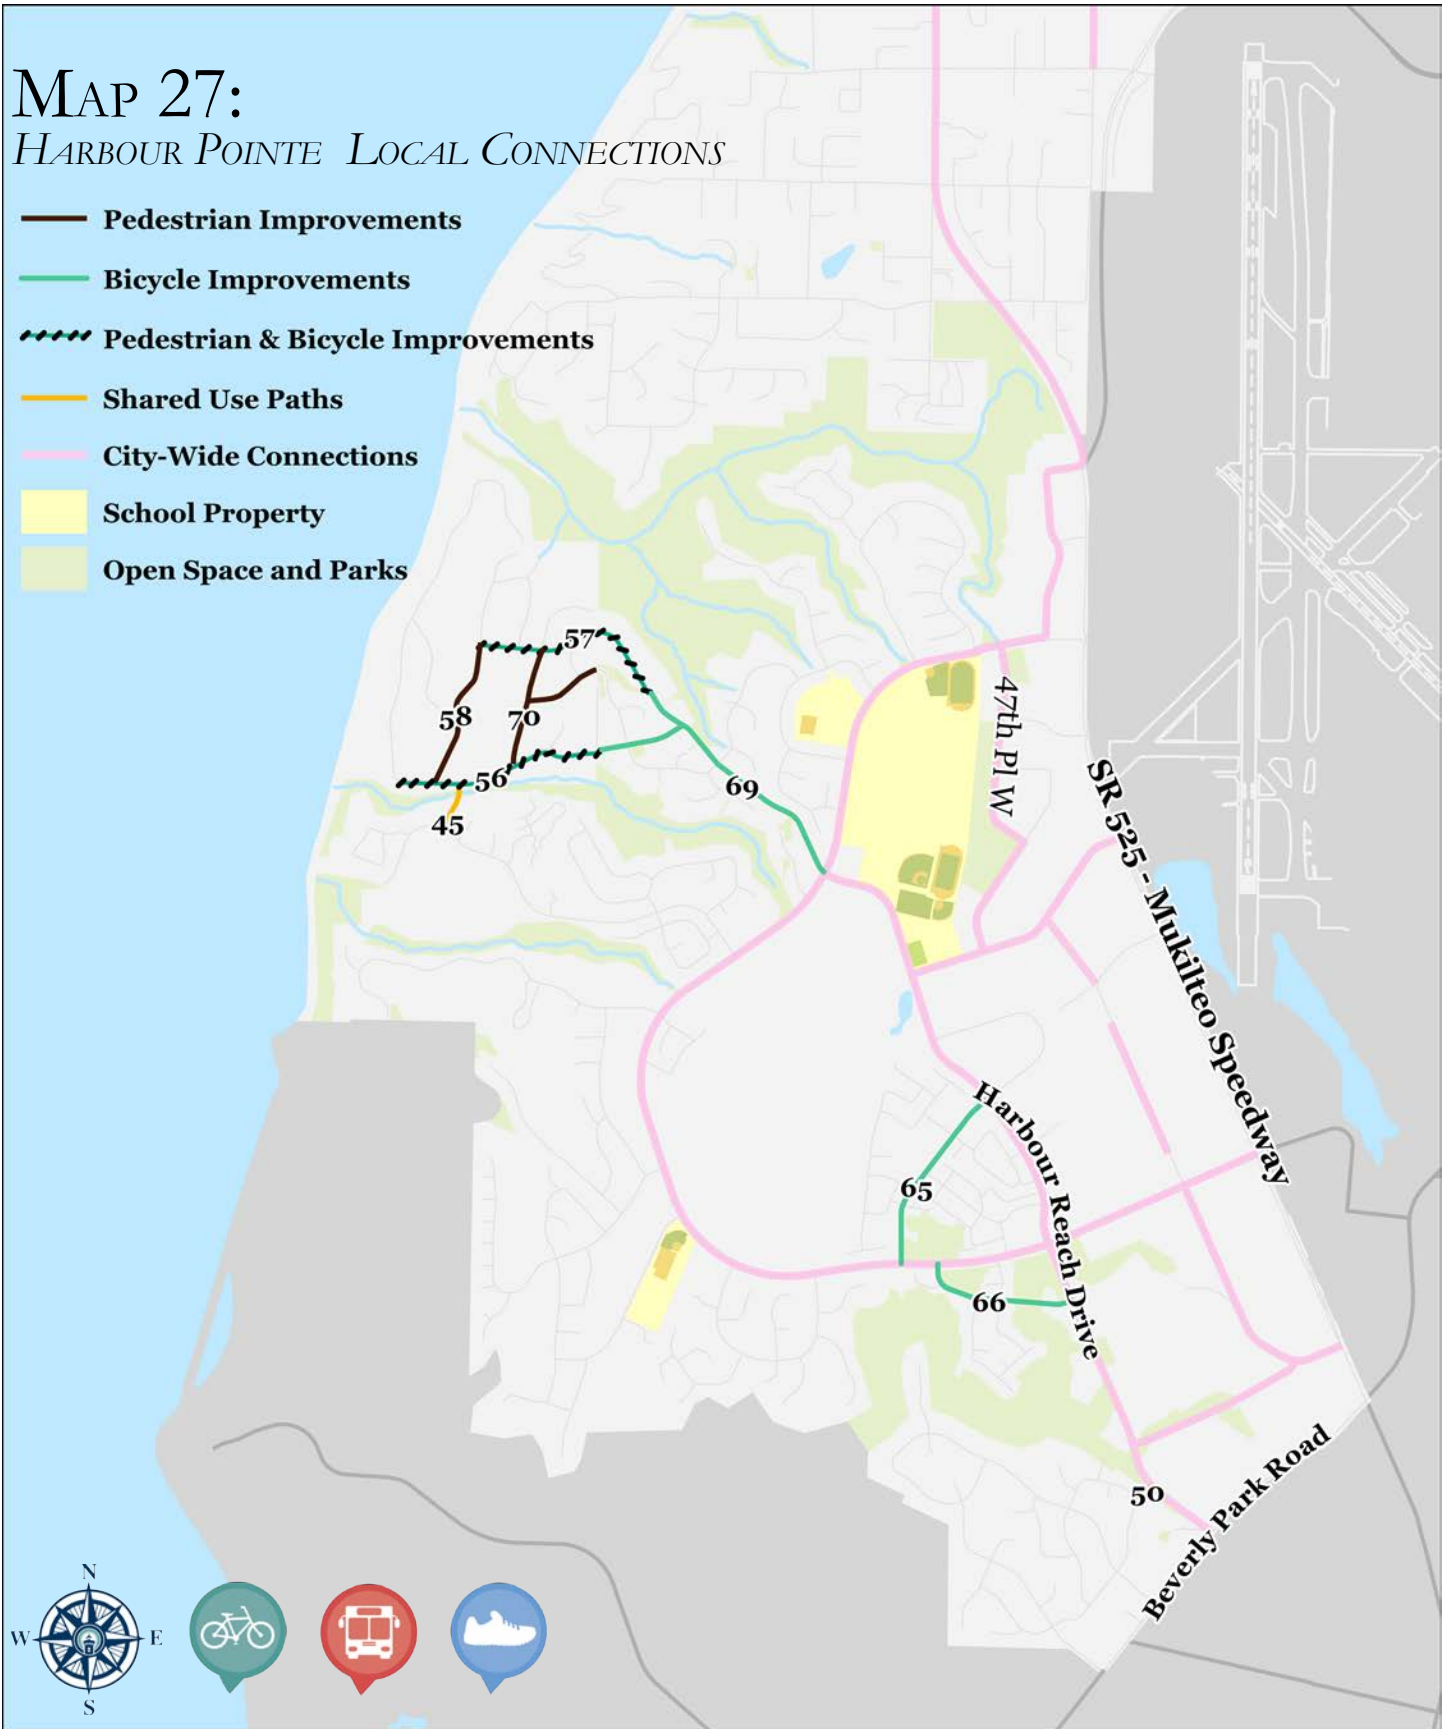 MAP 27:
HARBOUR POINTE LOCAL CONNECTIONS
Pedestrian Improvements
Bicycle Improvements
Pedestrian & Bicycle Improvements
Shared Use Paths
City-Wide Connections
School Property
Open Space and Parks
57
58
70
56
45
69
47th Pl W
SR 525 - Mukilteo Speedway
Harbour Reach Drive
65
66
50
Beverly Park Road
N
W
E
S